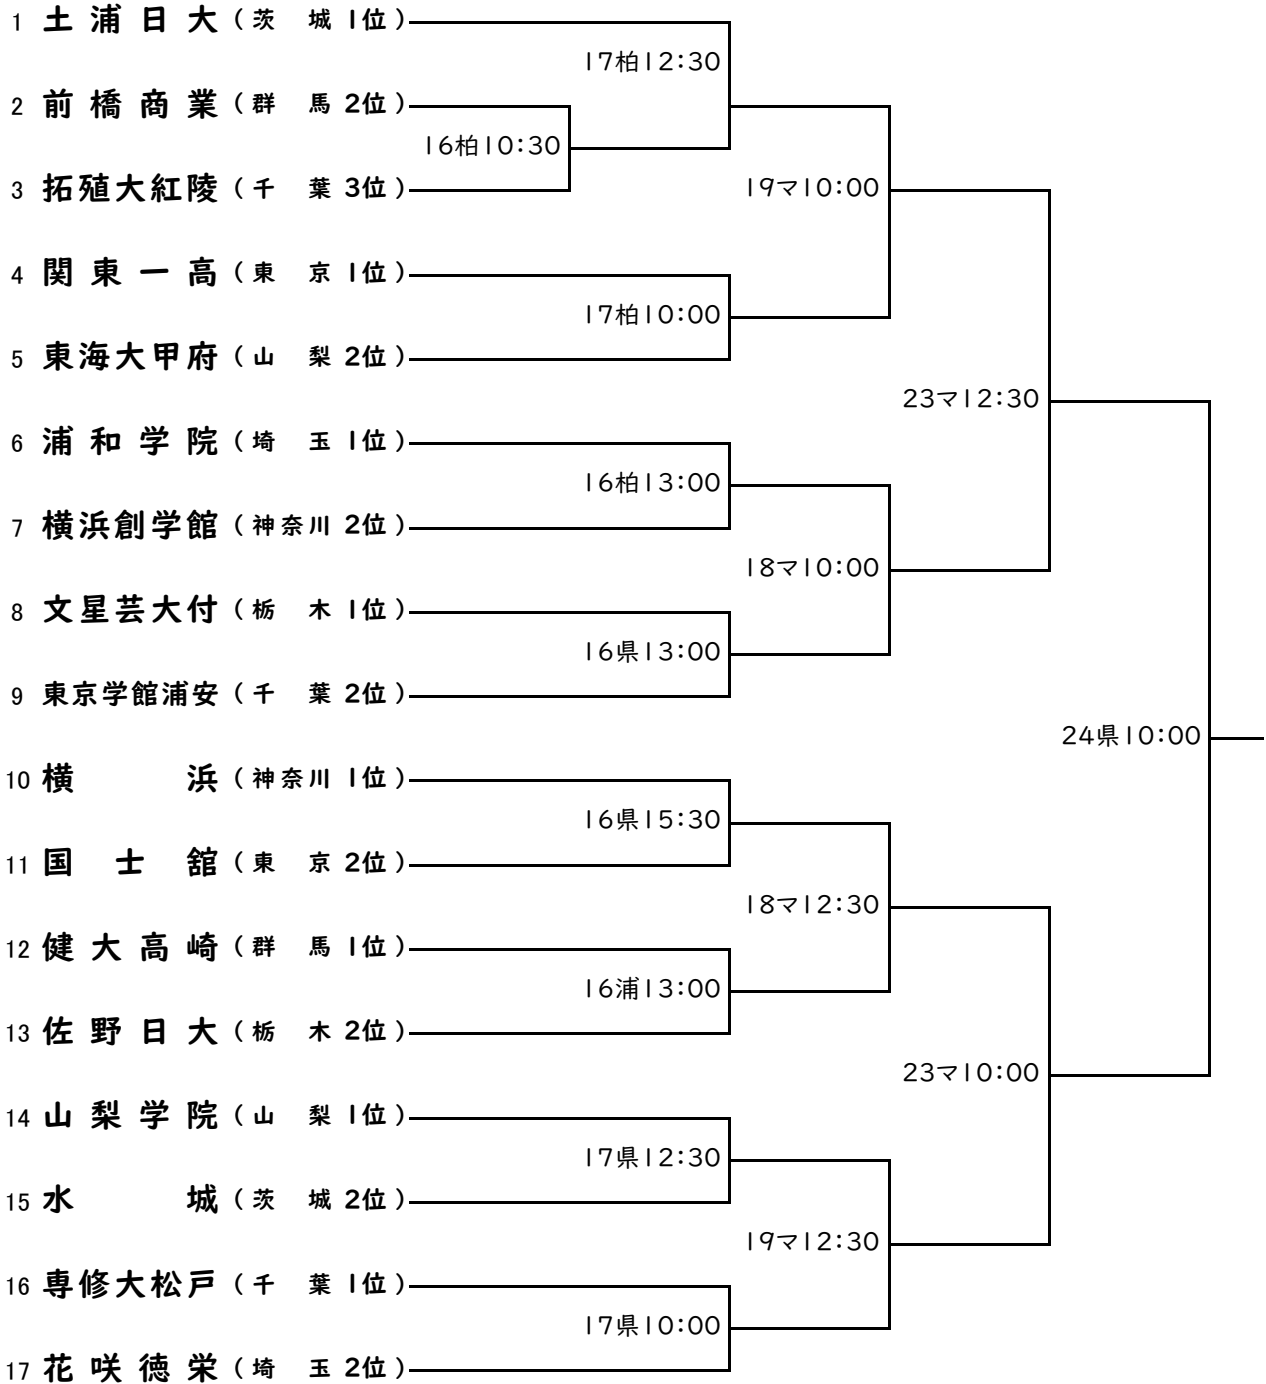 1 土浦日大（茨城1位）
17柏12:30
2 前橋商業（群馬2位）
16柏10:30
3 拓殖大紅陵（千葉3位）
19マ10:00
4 関東一高（東京1位）
17柏10:00
5 東海大甲府（山梨2位）
23マ12:30
6 浦和学院（埼玉1位）
16柏13:00
7 横浜創学館（神奈川2位）
18マ10:00
8 文星芸大付（栃木1位）
16県13:00
9 東京学館浦安（千葉2位）
24県10:00
10 横浜（神奈川1位）
16県15:30
11 国士舘（東京2位）
18マ12:30
12 健大高崎（群馬1位）
16浦13:00
13 佐野日大（栃木2位）
23マ10:00
14 山梨学院（山梨1位）
17県12:30
15 水城（茨城2位）
19マ12:30
16 専修大松戸（千葉1位）
17県10:00
17 花咲徳栄（埼玉2位）